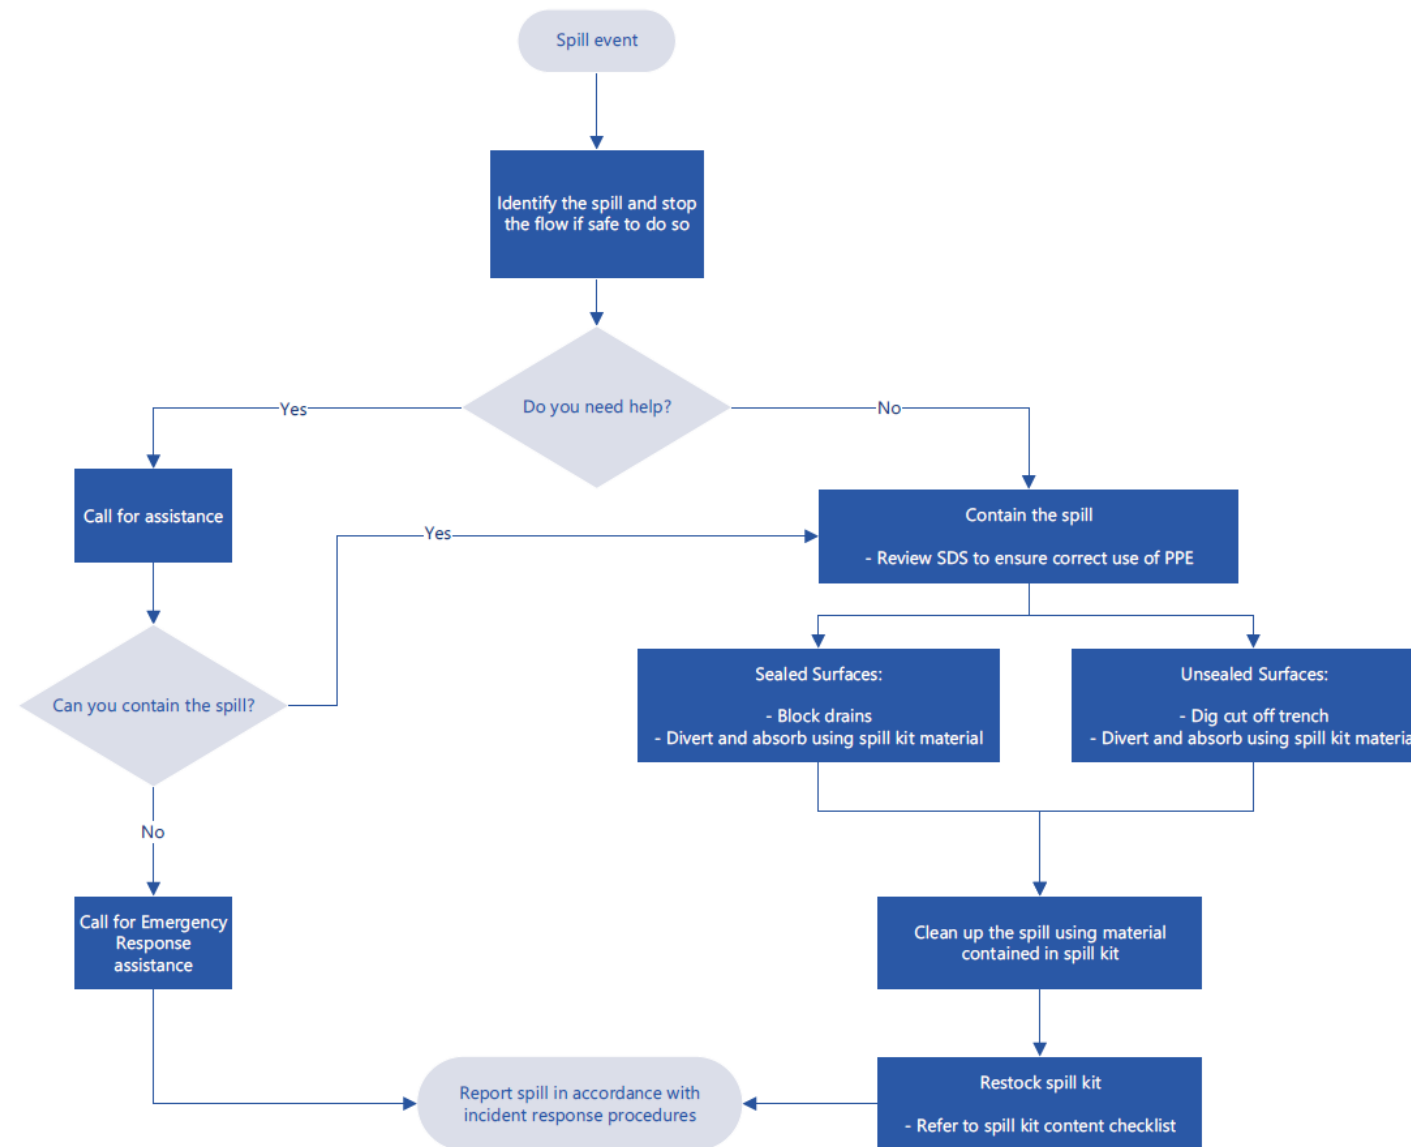 Spill event
Identify the spill and stop
the flow if safe to do so
Do you need help?
Yes
No
Call for assistance
Contain the spill
- Review SDS to ensure correct use of PPE
Yes
Can you contain the spill?
Sealed Surfaces:
- Block drains
- Divert and absorb using spill kit material
Unsealed Surfaces:
- Dig cut off trench
- Divert and absorb using spill kit materia
No
Call for Emergency
Response
assistance
Clean up the spill using material
contained in spill kit
Restock spill kit
- Refer to spill kit content checklist
Report spill in accordance with
incident response procedures